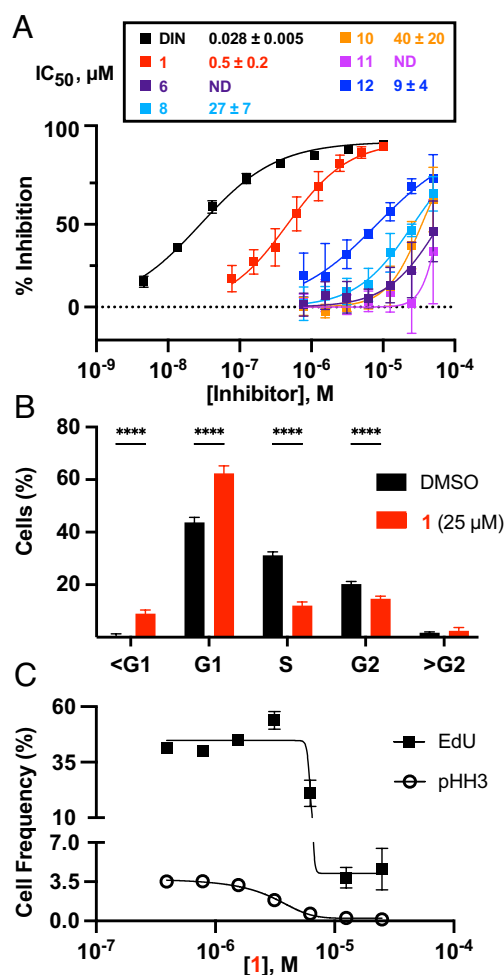 A
IC50, µM
DIN 0.028 ± 0.005 10 40 ± 20
1 0.5 ± 0.2 11 ND
6 ND 12 9 ± 4
8 27 ± 7
100
50
0
% Inhibition
10-9 10-8 10-7 10-6 10-5 10-4
[Inhibitor], M
B
80
60
40
20
Cells (%)
**** **** **** ****
DMSO
1 (25 µM)
<G1 G1 S G2 >G2
C
60
45
30
10
7.0
3.5
0.0
Cell Frequency (%)
EdU
pHH3
10-7 10-6 10-5 10-4
[1], M